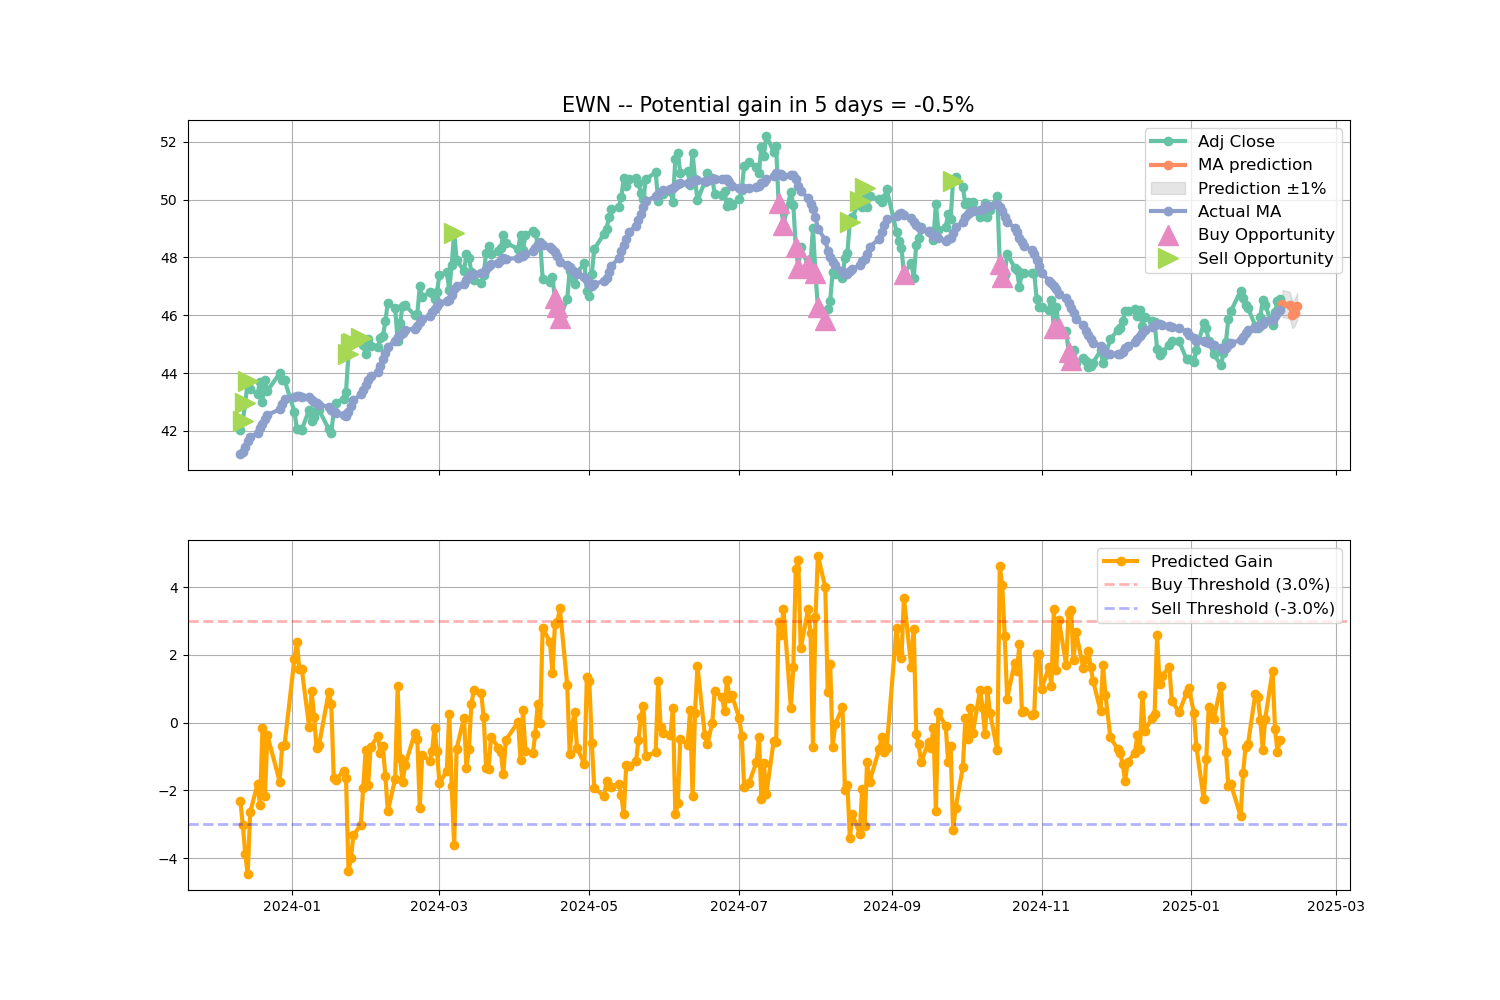 EWN -- Potential gain in 5 days = -0.5%
52
50
48
46
44
42
Adj Close
MA prediction
Prediction ±1%
Actual MA
Buy Opportunity
Sell Opportunity
4
2
0
−2
−4
Predicted Gain
Buy Threshold (3.0%)
Sell Threshold (-3.0%)
2024-01
2024-03
2024-05
2024-07
2024-09
2024-11
2025-01
2025-03